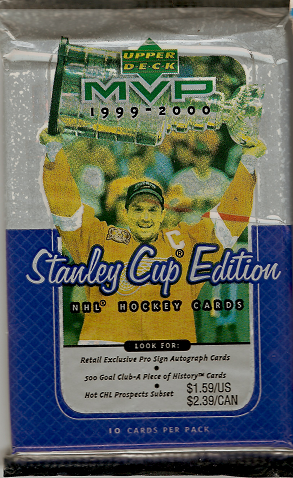 UPPER
DECK
MVP
1999-2000
C
Stanley Cup® Edition
NHL® HOCKEY CARDS
LOOK FOR:
Retail Exclusive Pro Sign Autograph Cards
•
500 Goal Club-A Piece of History™ Cards
•
Hot CHL Prospects Subset
$1.59/US
$2.39/CAN
10 CARDS PER PACK